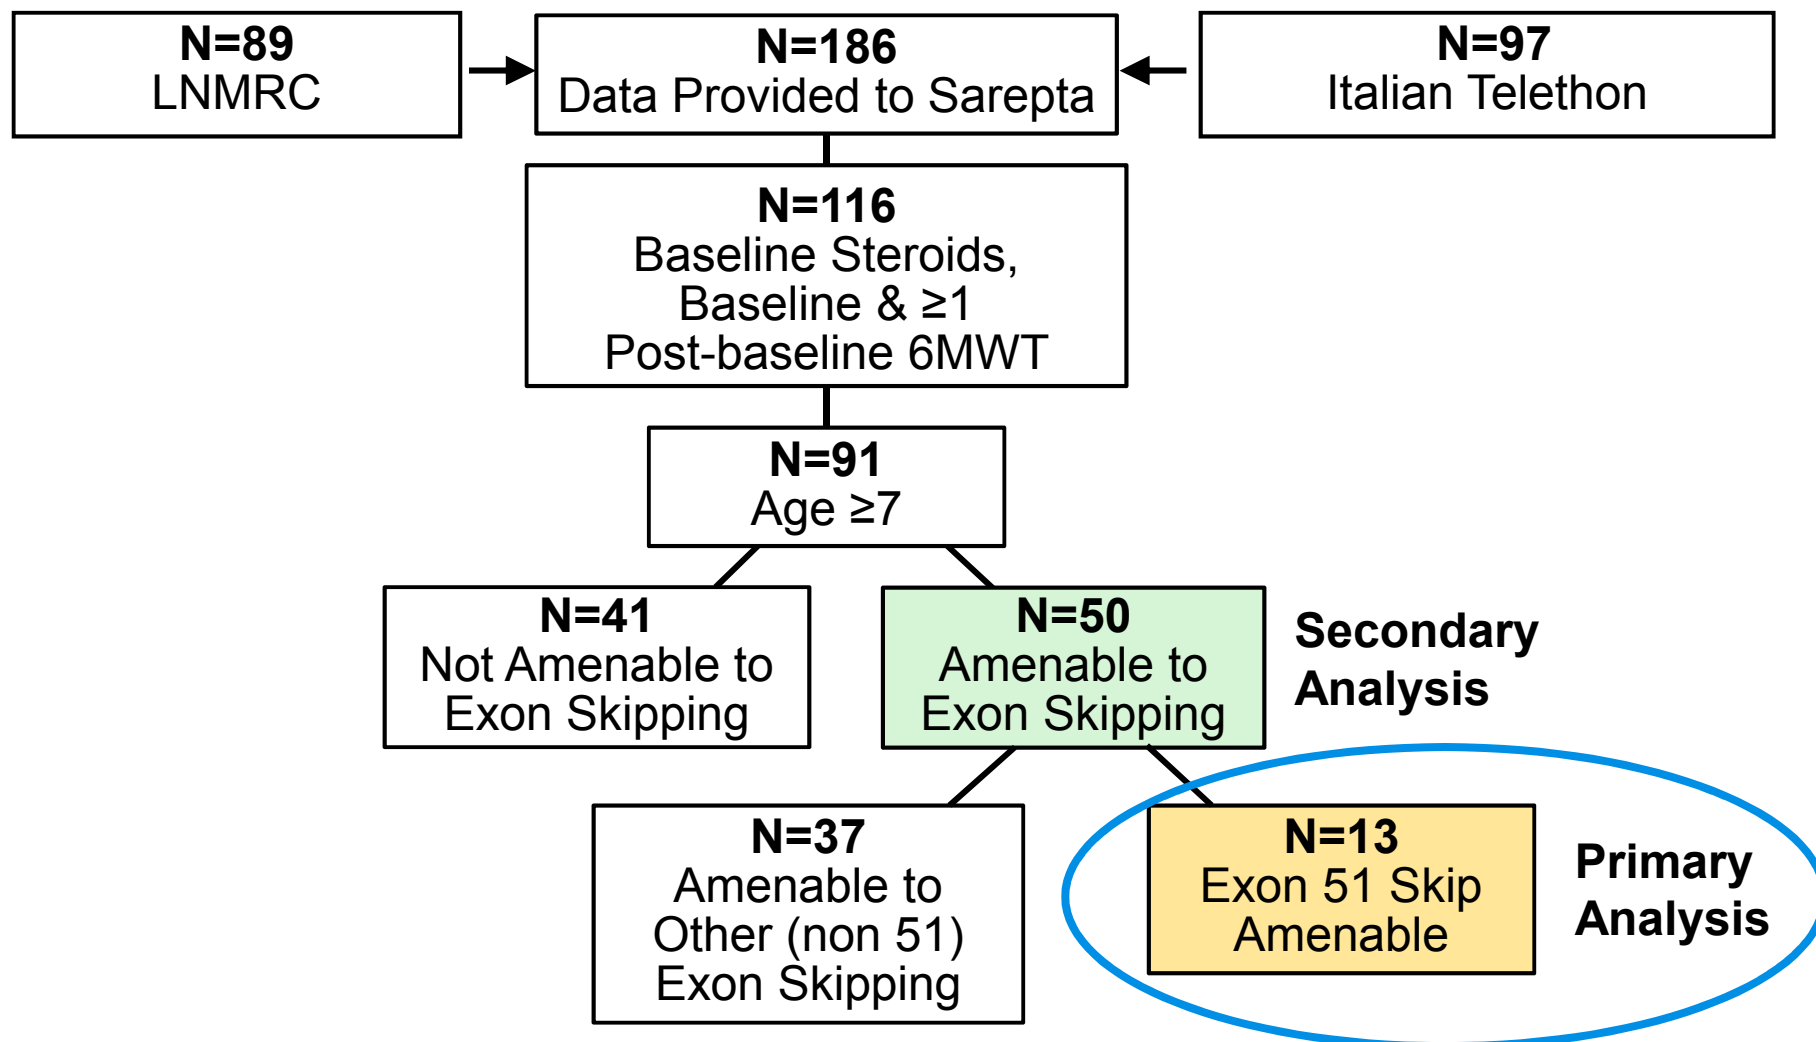 N=89
LNMRC
N=186
Data Provided to Sarepta
N=97
Italian Telethon
N=116
Baseline Steroids,
Baseline & ≥1
Post-baseline 6MWT
N=91
Age ≥7
N=41
Not Amenable to
Exon Skipping
N=50
Amenable to
Exon Skipping
Secondary
Analysis
N=37
Amenable to
Other (non 51)
Exon Skipping
N=13
Exon 51 Skip
Amenable
Primary
Analysis